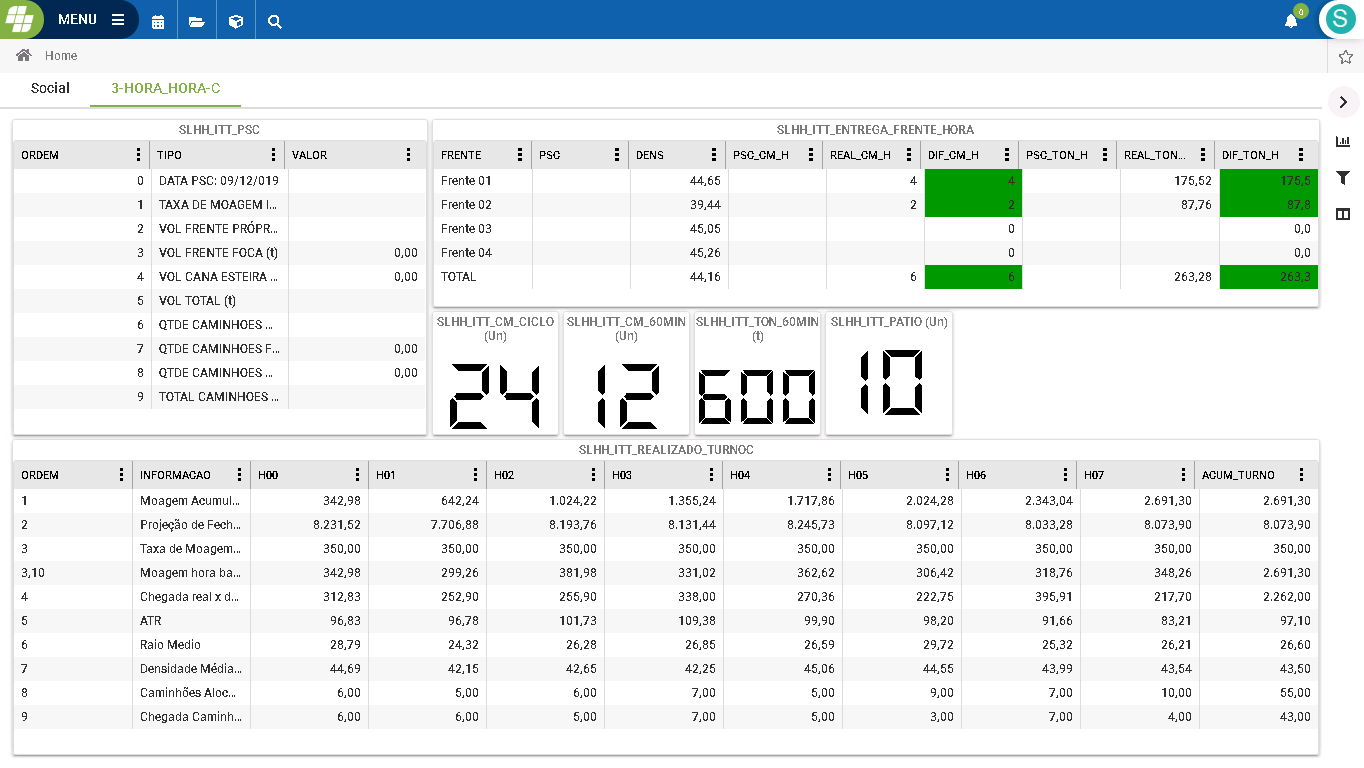 MENU
0
S
Home
Social 3-HORA_HORA-C
SLHH_ITT_PSC
ORDEM TIPO VALOR
0 DATA PSC: 09/12/019
1 TAXA DE MOAGEM I...
2 VOL FRENTE PRÓPR...
3 VOL FRENTE FOCA (t) 0,00
4 VOL CANA ESTEIRA ... 0,00
5 VOL TOTAL (t)
6 QTDE CAMINHOES ...
7 QTDE CAMINHOES F... 0,00
8 QTDE CAMINHOES ... 0,00
9 TOTAL CAMINHOES ...
SLHH_ITT_ENTREGA_FRENTE_HORA
FRENTE PSC DENS PSC_CM_H REAL_CM_H DIF_CM_H PSC_TON_H REAL_TON... DIF_TON_H
Frente 01 44,65 4 4 175,52 175,5
Frente 02 39,44 2 2 87,76 87,8
Frente 03 45,05 0 0,0
Frente 04 45,26 0 0,0
TOTAL 44,16 6 6 263,28 263,3
SLHH_ITT_CM_CICLO
(Un)
24
SLHH_ITT_CM_60MIN
(Un)
12
SLHH_ITT_TON_60MIN
(t)
600
SLHH_ITT_PATIO (Un)
10
SLHH_ITT_REALIZADO_TURNOC
ORDEM INFORMACAO H00 H01 H02 H03 H04 H05 H06 H07 ACUM_TURNO
1 Moagem Acumul... 342,98 642,24 1.024,22 1.355,24 1.717,86 2.024,28 2.343,04 2.691,30 2.691,30
2 Projeção de Fech... 8.231,52 7.706,88 8.193,76 8.131,44 8.245,73 8.097,12 8.033,28 8.073,90 8.073,90
3 Taxa de Moagem... 350,00 350,00 350,00 350,00 350,00 350,00 350,00 350,00 350,00
3,10 Moagem hora ba... 342,98 299,26 381,98 331,02 362,62 306,42 318,76 348,26 2.691,30
4 Chegada real x d... 312,83 252,90 255,90 338,00 270,36 222,75 395,91 217,70 2.262,00
5 ATR 96,83 96,78 101,73 109,38 99,90 98,20 91,66 83,21 97,10
6 Raio Medio 28,79 24,32 26,28 26,85 26,59 29,72 25,32 26,21 26,60
7 Densidade Média... 44,69 42,15 42,65 42,25 45,06 44,55 43,99 43,54 43,50
8 Caminhões Aloc... 6,00 5,00 6,00 7,00 5,00 9,00 7,00 10,00 55,00
9 Chegada Caminh... 6,00 6,00 5,00 7,00 5,00 3,00 7,00 4,00 43,00